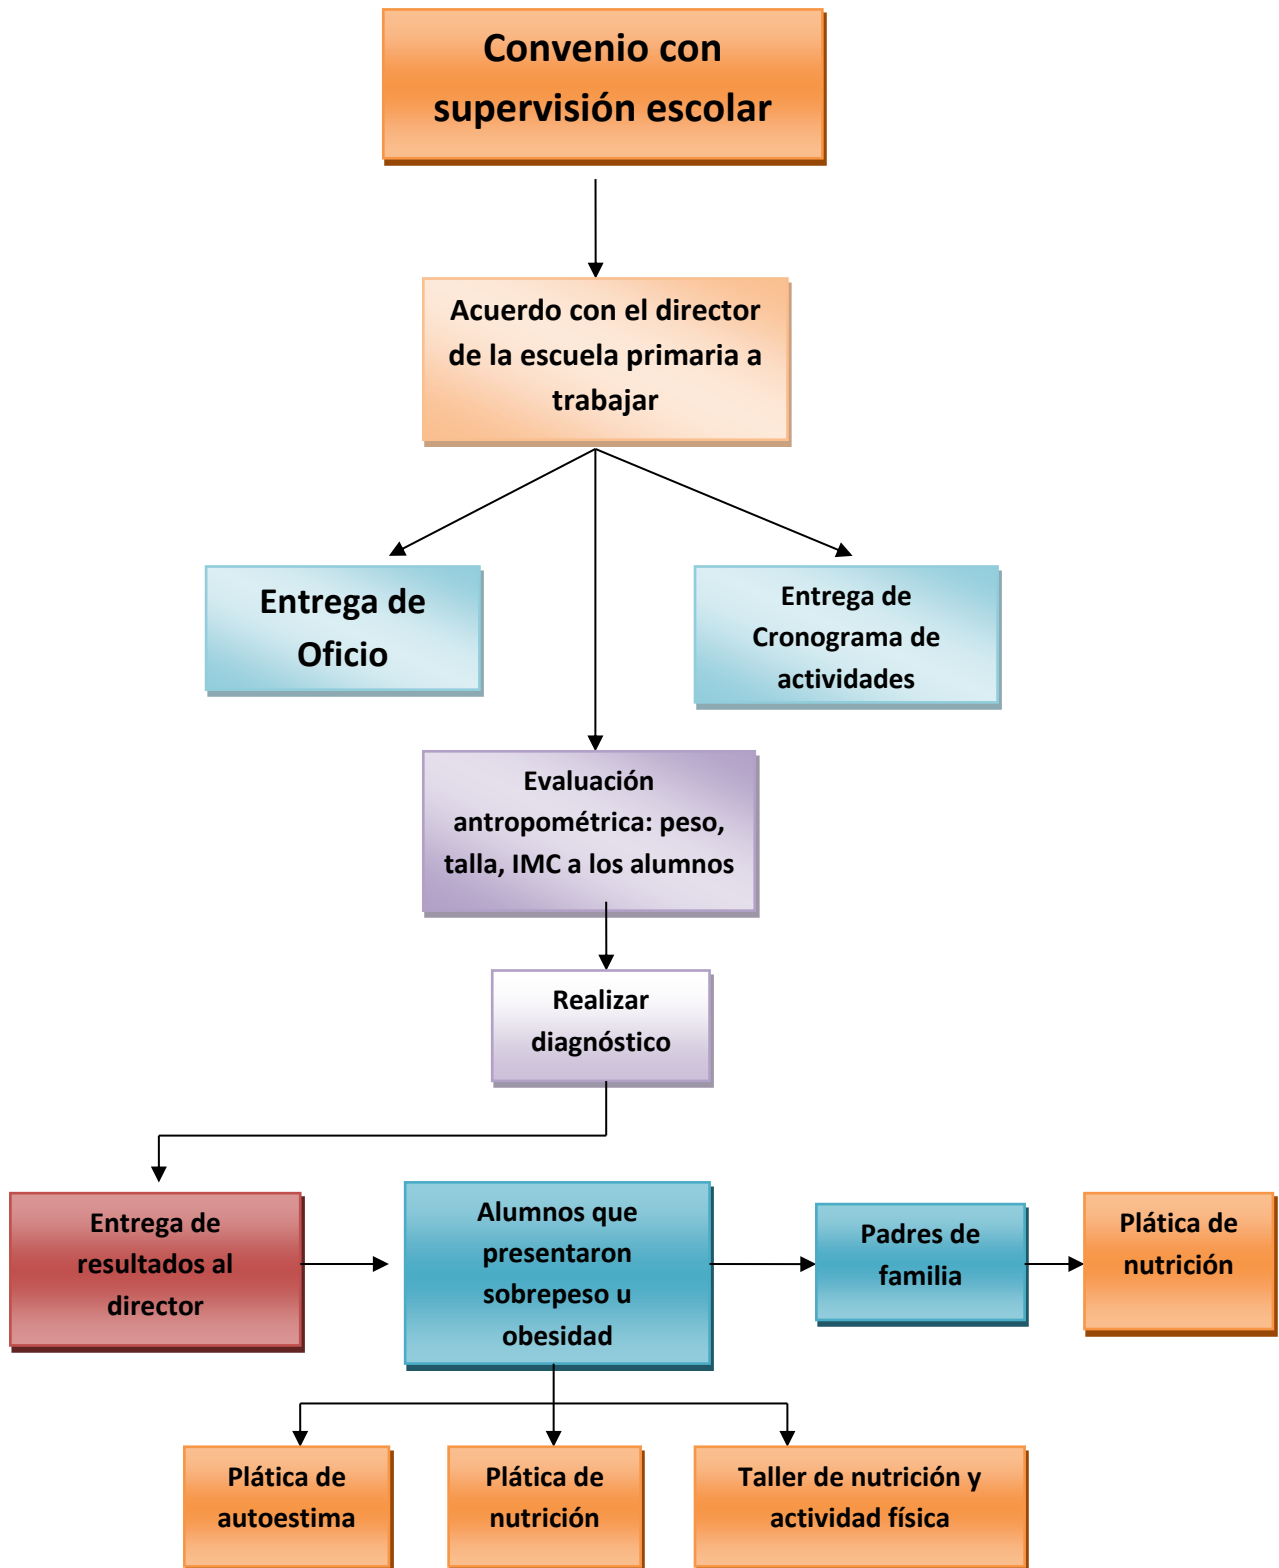 Convenio con
supervisión escolar
Acuerdo con el director
de la escuela primaria a
trabajar
Entrega de
Oficio
Entrega de
Cronograma de
actividades
Evaluación
antropométrica: peso,
talla, IMC a los alumnos
Realizar
diagnóstico
Entrega de
resultados al
director
Alumnos que
presentaron
sobrepeso u
obesidad
Padres de
familia
Plática de
nutrición
Plática de
autoestima
Plática de
nutrición
Taller de nutrición y
actividad física